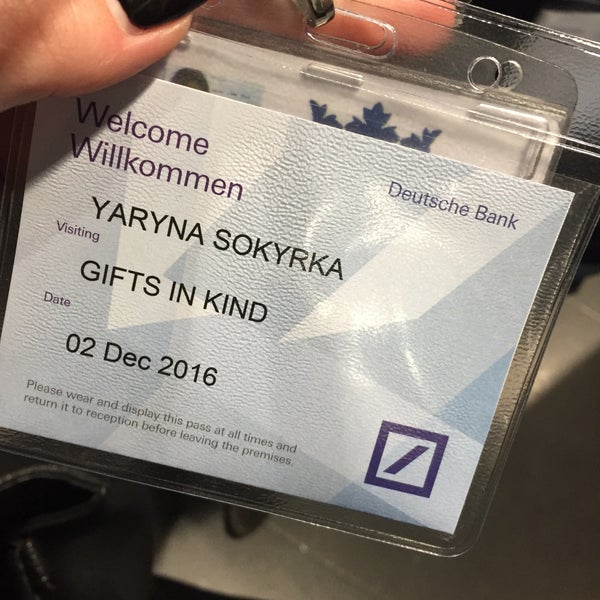 Welcome
Willkommen
Deutsche Bank
YARYNA SOKYRKA
Visiting
GIFTS IN KIND
Date
02 Dec 2016
Please wear and display this pass at all times and
return it to reception before leaving the premises.